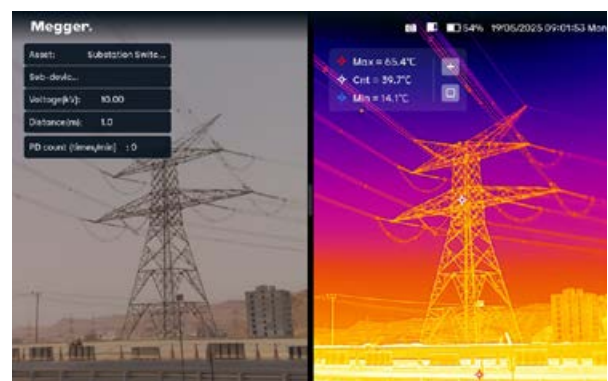 Megger.
54% 19/05/2025 09:01:53 Mon
Asset: Substation Switc...
Sub-devic...
Voltage(kV): 10.00
Distance(m): 1.0
PD count (times/min) : 0
Max = 65.4℃
Cnt = 39.7℃
Min = 14.1℃